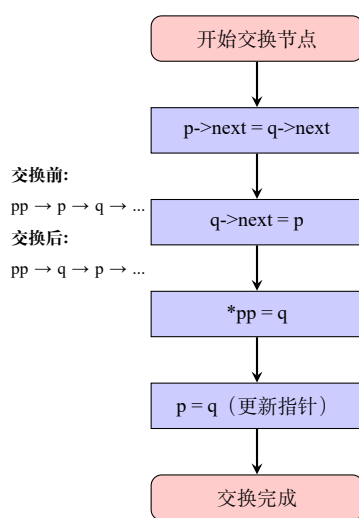 开始交换节点
p->next = q->next
交换前:
pp → p → q → ...
交换后:
pp → q → p → ...
q->next = p
*pp = q
p = q（更新指针）
交换完成